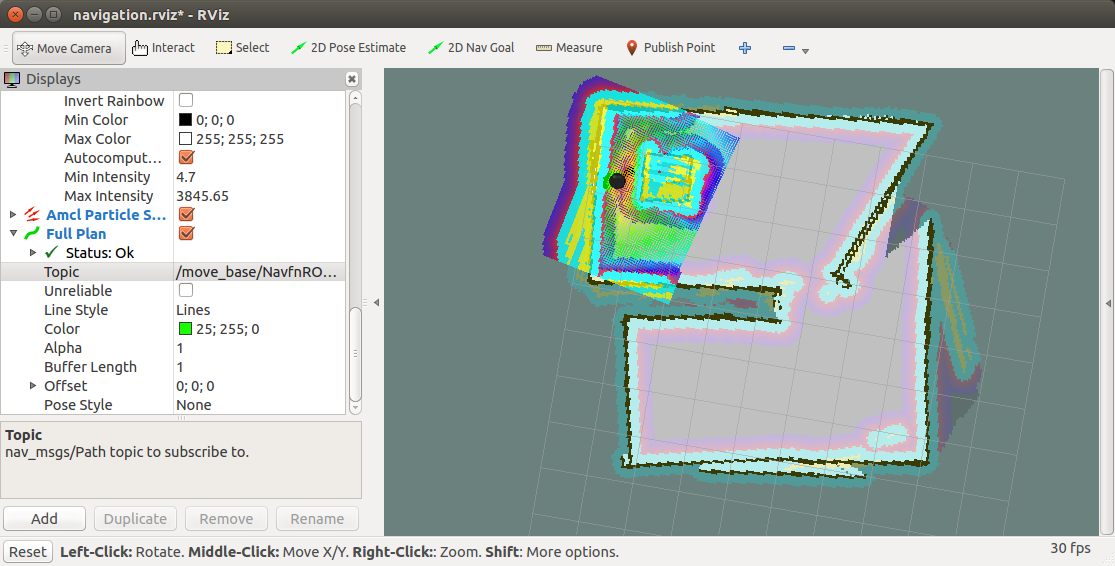 navigation.rviz* - RViz
Move Camera Interact Select 2D Pose Estimate 2D Nav Goal Measure Publish Point
Displays
Invert Rainbow
Min Color 0; 0; 0
Max Color 255; 255; 255
Autocomput...
Min Intensity 4.7
Max Intensity 3845.65
Amcl Particle S...
Full Plan
Status: Ok
Topic /move_base/NavfnRO...
Unreliable
Line Style Lines
Color 25; 255; 0
Alpha 1
Buffer Length 1
Offset 0; 0; 0
Pose Style None
Topic
nav_msgs/Path topic to subscribe to.
Add Duplicate Remove Rename
Reset Left-Click: Rotate. Middle-Click: Move X/Y. Right-Click:: Zoom. Shift: More options. 30 fps